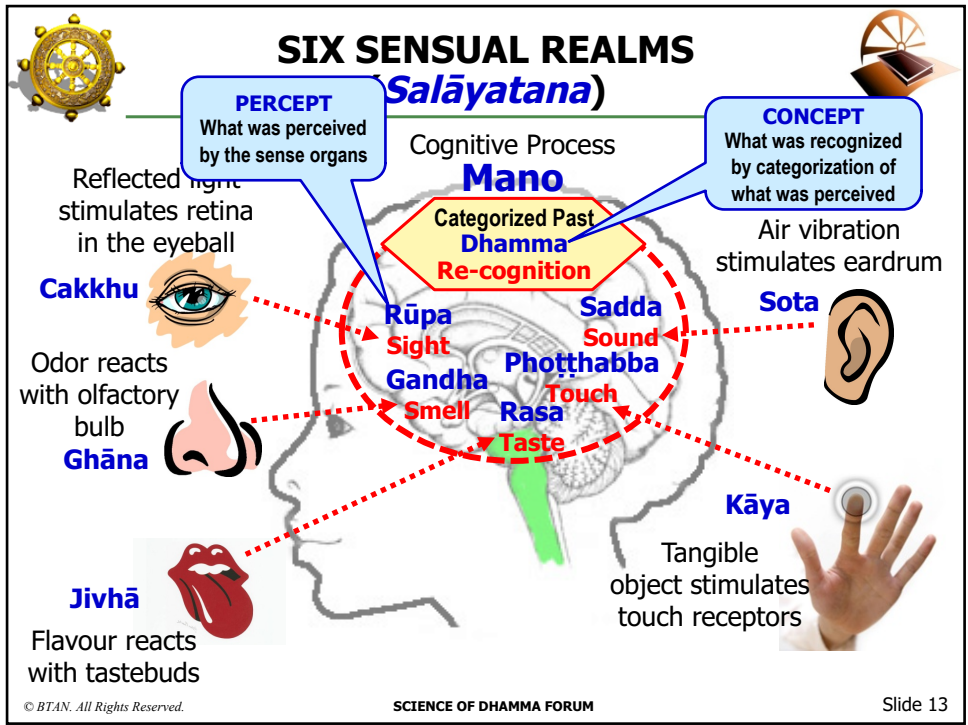 SIX SENSUAL REALMS
(Salāyatana)
PERCEPT
What was perceived
by the sense organs
Cognitive Process
Mano
CONCEPT
What was recognized
by categorization of
what was perceived
Categorized Past
Dhamma
Re-cognition
Reflected light
stimulates retina
in the eyeball
Cakkhu
Air vibration
stimulates eardrum
Sota
Rūpa
Sight
Sadda
Sound
Gandha
Smell
Phoṭṭhabba
Touch
Rasa
Taste
Odor reacts
with olfactory
bulb
Ghāna
Kāya
Tangible
object stimulates
touch receptors
Jivhā
Flavour reacts
with tastebuds
© BTAN. All Rights Reserved.
SCIENCE OF DHAMMA FORUM
Slide 13